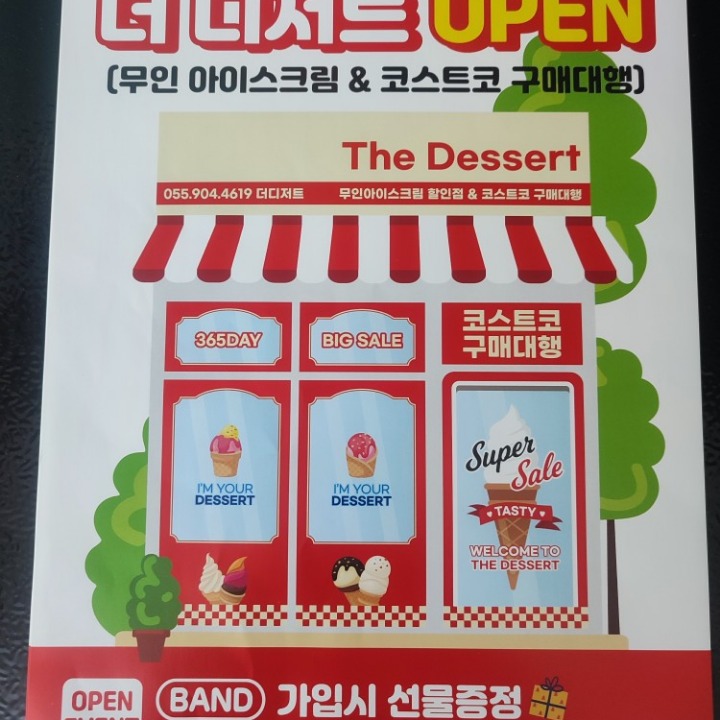 더 디저트 OPEN
(무인 아이스크림 & 코스트코 구매대행)
The Dessert
055.904.4619 더디저트 무인아이스크림 할인점 & 코스트코 구매대행
365DAY
BIG SALE
코스트코
구매대행
I'M YOUR
DESSERT
I'M YOUR
DESSERT
Super
Sale
TASTY
WELCOME TO
THE DESSERT
OPEN
EVENT
BAND 가입시 선물증정